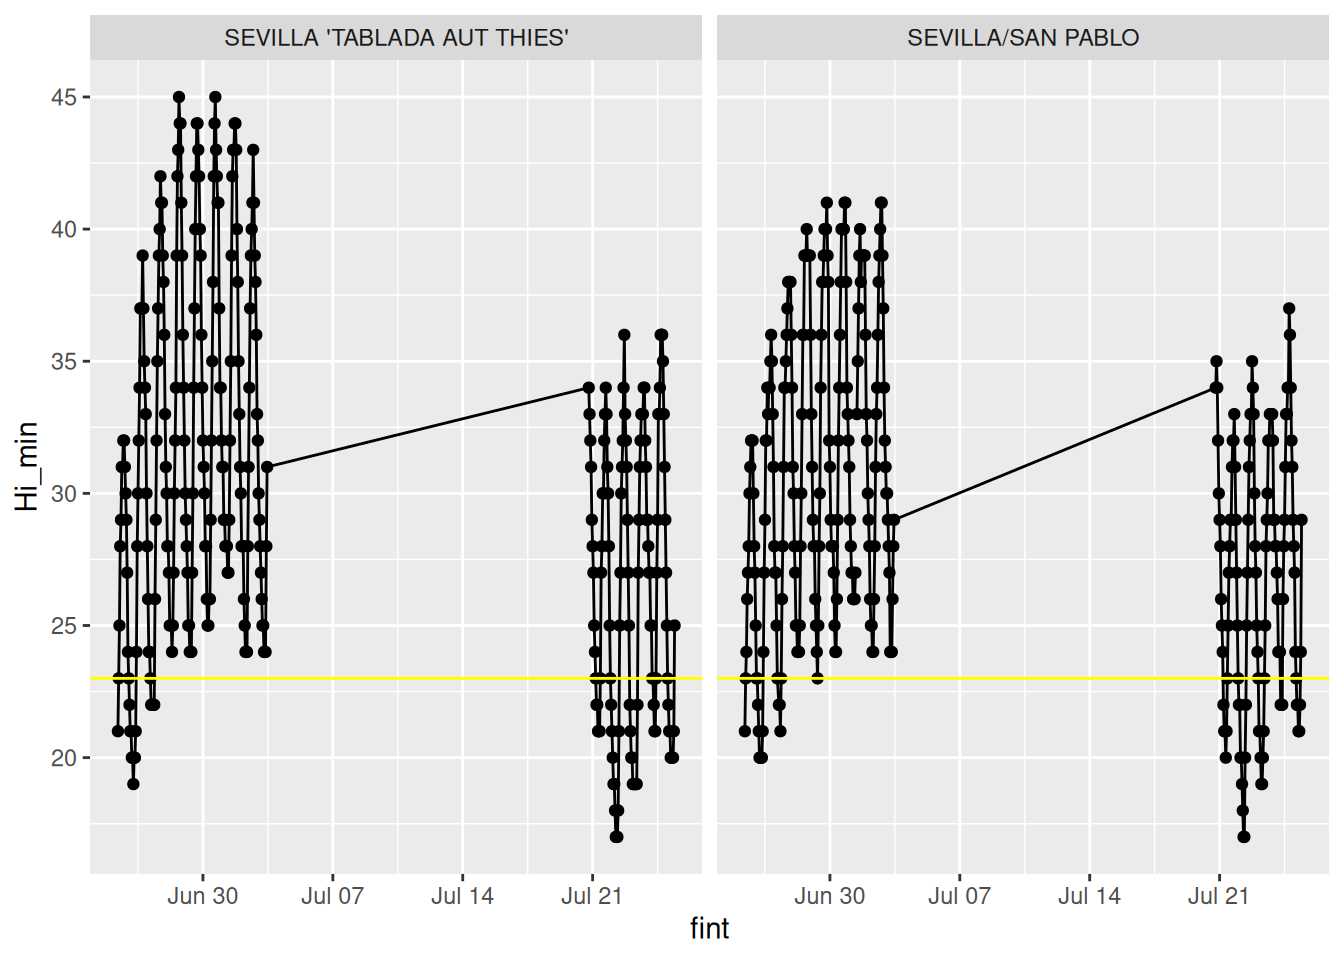 SEVILLA 'TABLADA AUT THIES'
SEVILLA/SAN PABLO
45
40
35
30
25
20
Hi_min
Jun 30 Jul 07 Jul 14 Jul 21
Jun 30 Jul 07 Jul 14 Jul 21
fint